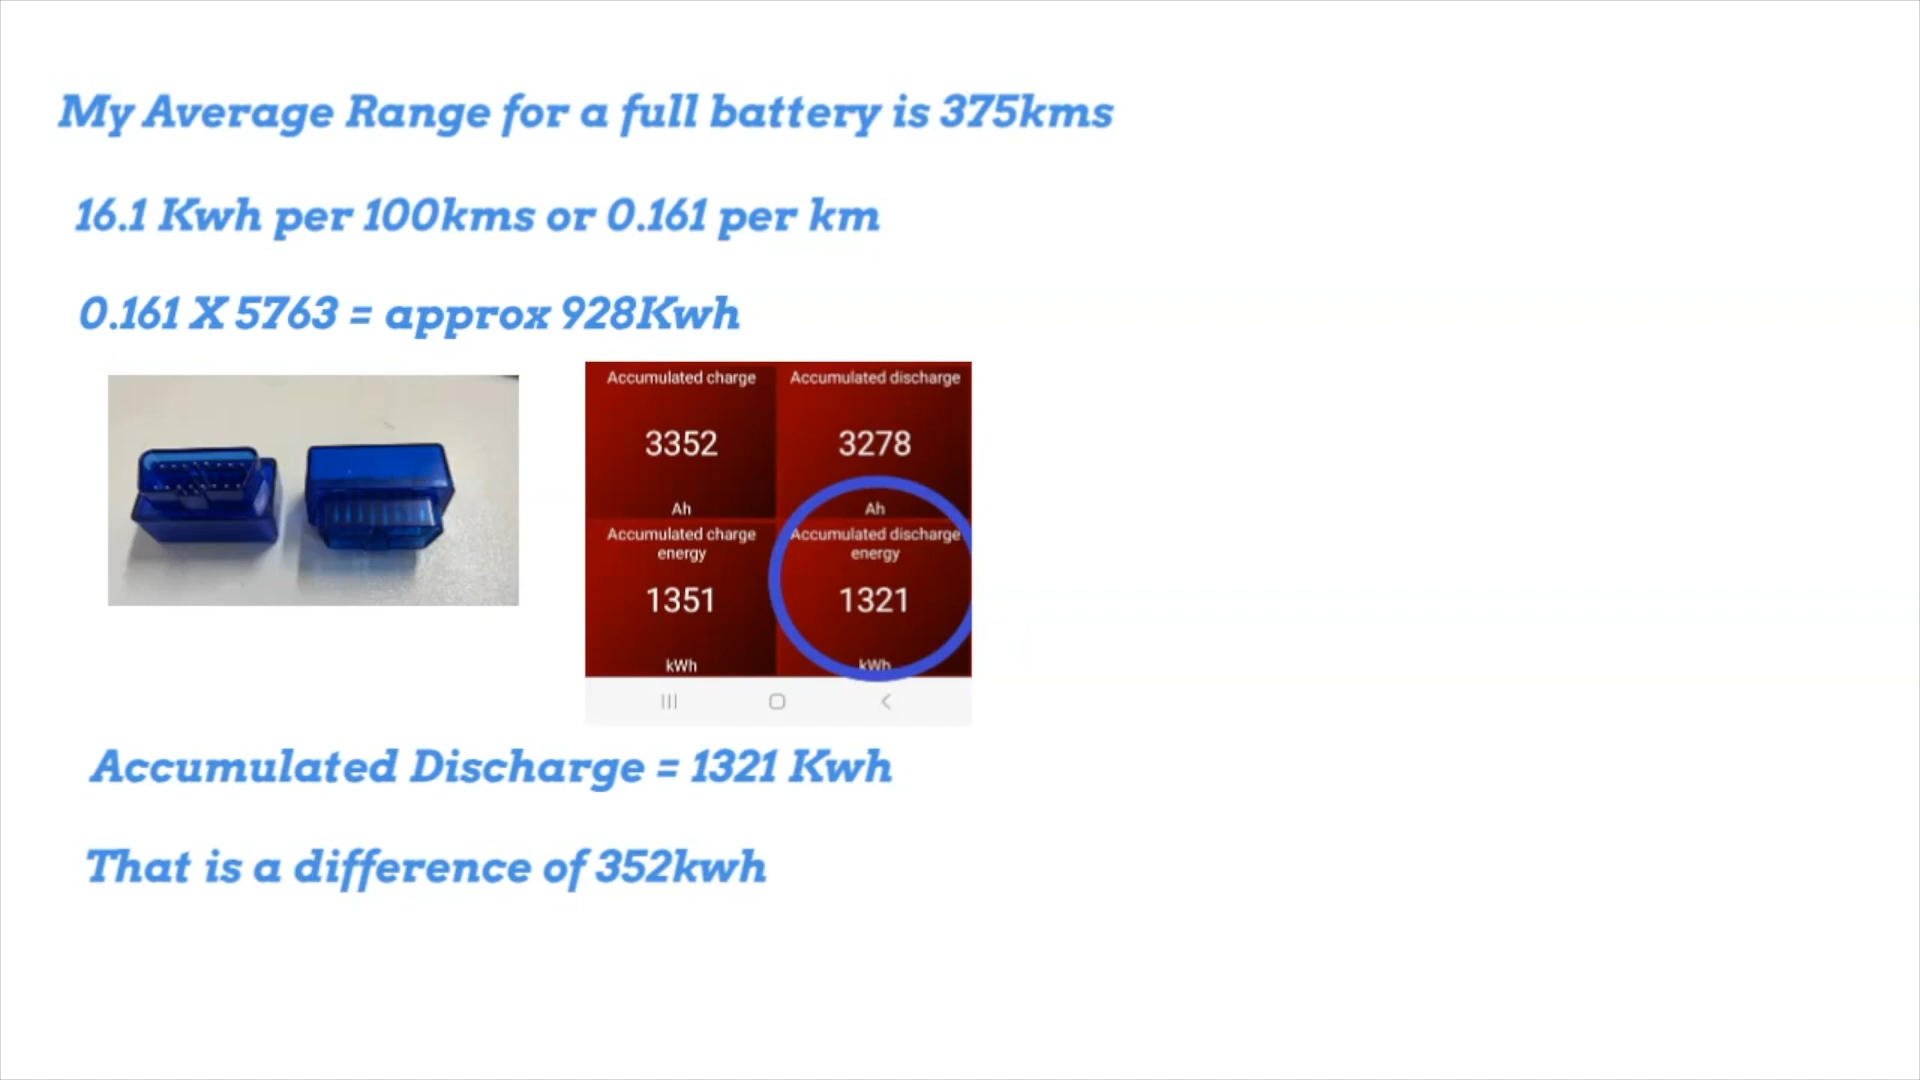 My Average Range for a full battery is 375kms
16.1 Kwh per 100kms or 0.161 per km
0.161 X 5763 = approx 928Kwh
Accumulated charge
3352
Ah
Accumulated discharge
3278
Ah
Accumulated charge
energy
1351
kWh
Accumulated discharge
energy
1321
kWh
Accumulated Discharge = 1321 Kwh
That is a difference of 352kwh